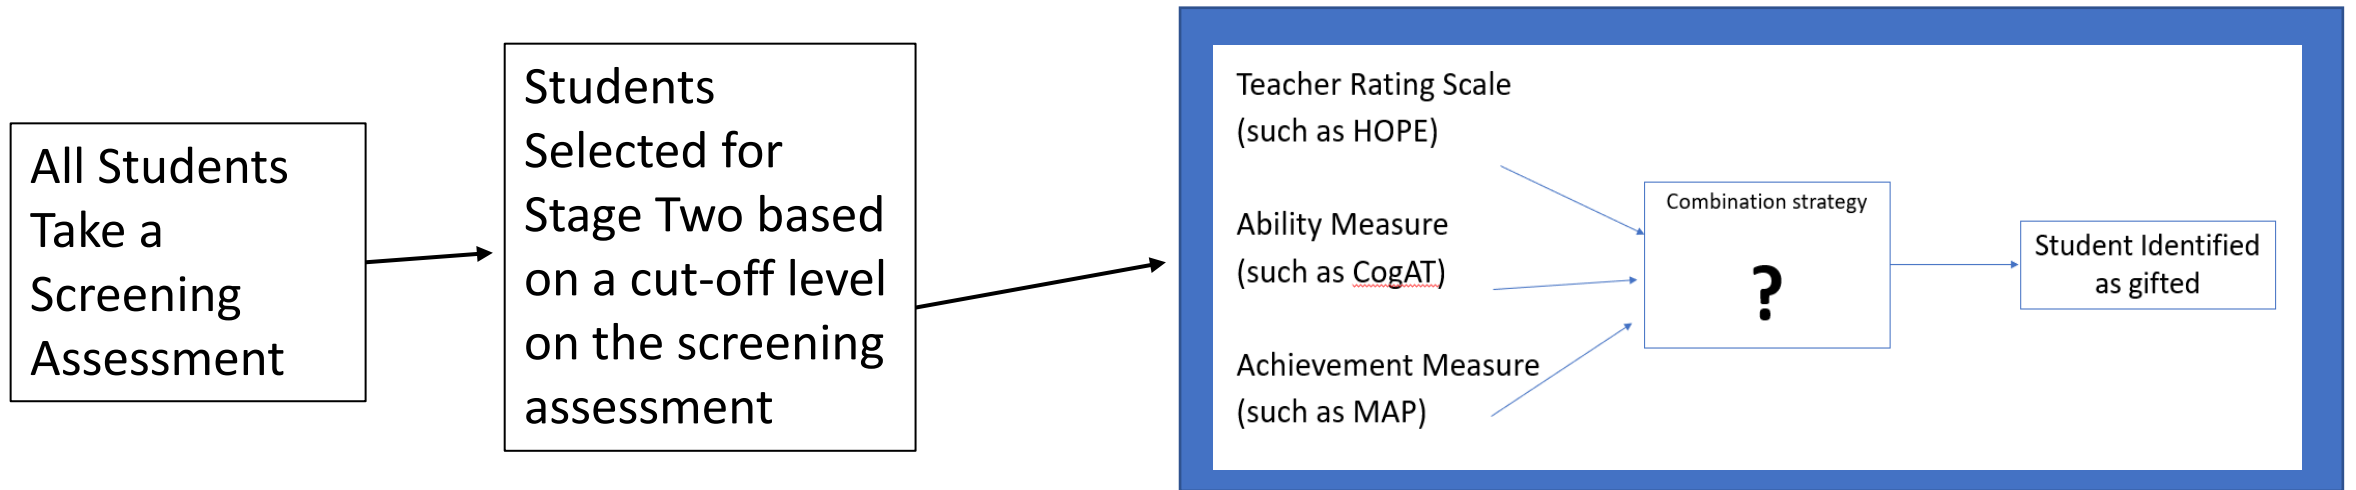 All Students
Take a
Screening
Assessment
Students
Selected for
Stage Two based
on a cut-off level
on the screening
assessment
Teacher Rating Scale
(such as HOPE)
Ability Measure
(such as CogAT)
Achievement Measure
(such as MAP)
Combination strategy
?
Student Identified
as gifted